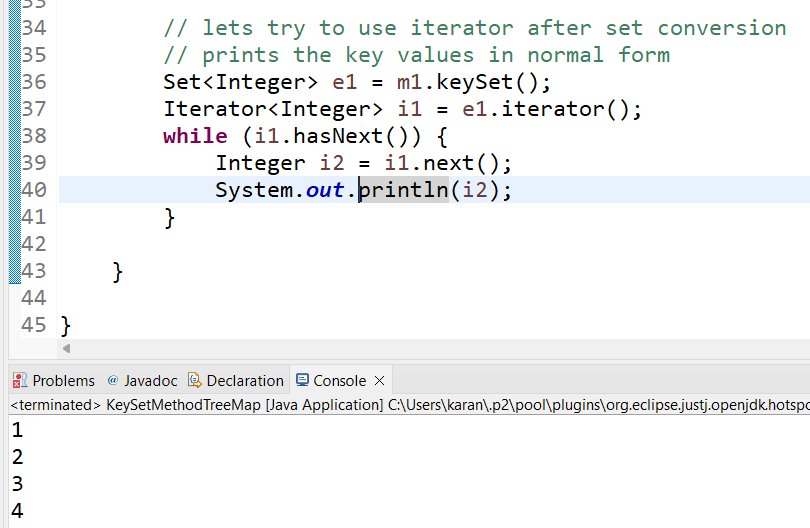 33
34 // lets try to use iterator after set conversion
35 // prints the key values in normal form
36 Set<Integer> e1 = m1.keySet();
37 Iterator<Integer> i1 = e1.iterator();
38 while (i1.hasNext()) {
39 Integer i2 = i1.next();
40 System.out.println(i2);
41 }
42
43 }
44
45 }
Problems @ Javadoc Declaration Console
<terminated> KeySetMethodTreeMap [Java Application] C:\Users\karan\.p2\pool\plugins\org.eclipse.justj.openjdk.hotspo
1
2
3
4